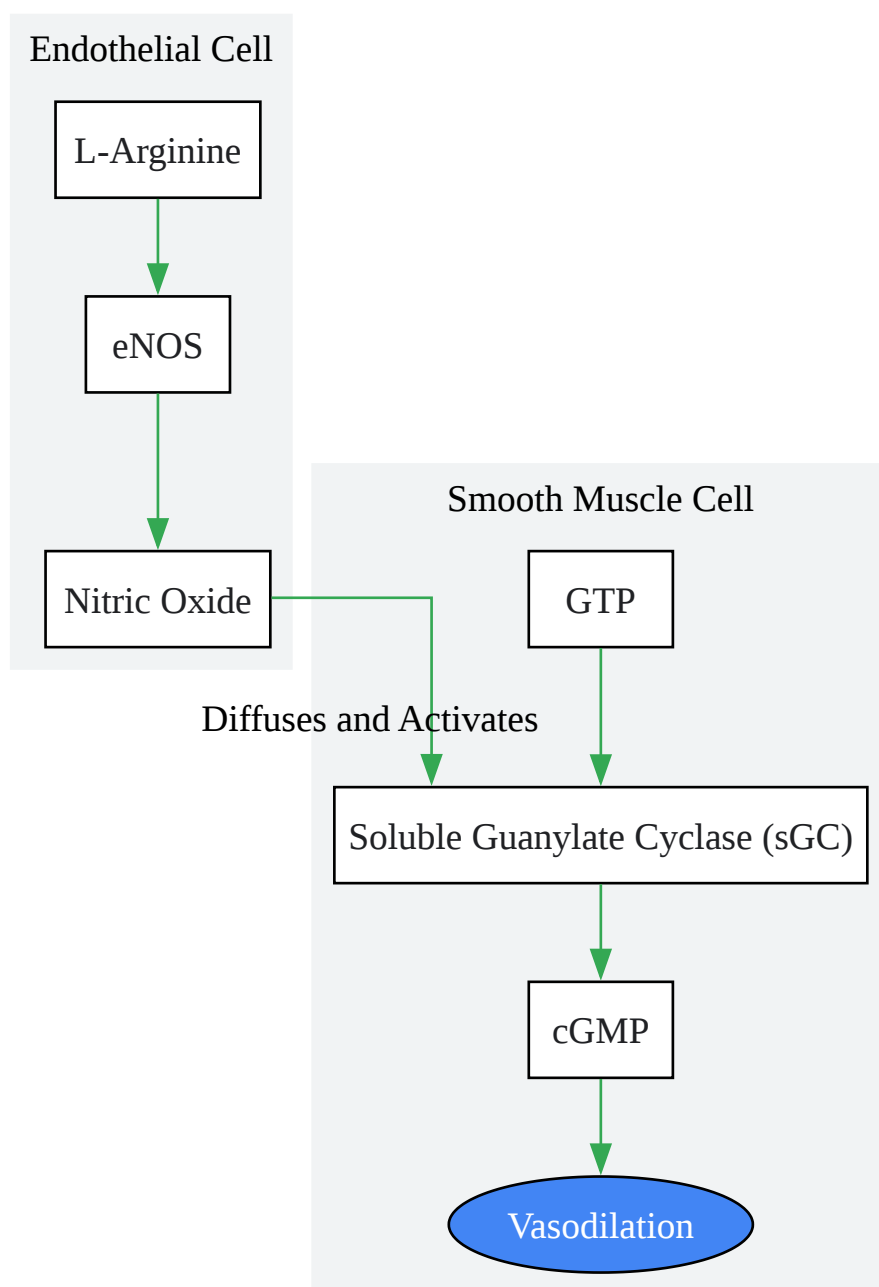 Endothelial Cell
L-Arginine
eNOS
Nitric Oxide
Smooth Muscle Cell
GTP
Diffuses and Activates
Soluble Guanylate Cyclase (sGC)
cGMP
Vasodilation